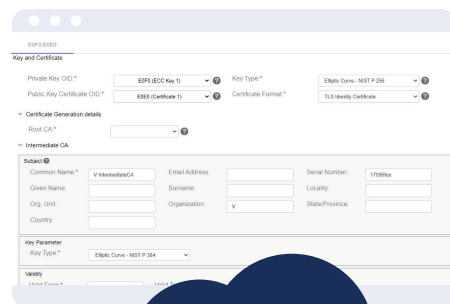 E0F0-E0E0
Key and Certificate
Private Key OID:* E0F0 (ECC Key 1) ? Key Type:* Elliptic Curve - NIST P 256 ?
Public Key Certificate OID:* E0E0 (Certificate 1) ? Certificate Format:* TLS Identity Certificate ?
Certificate Generation details
Root CA:* ?
Intermediate CA
Subject ?
Common Name:* V IntermediateCA Email Address: Serial Number: 17055fos
Given Name: Surname: Locality:
Org. Unit: Organization: V State/Province:
Country:
Key Parameter
Key Type:* Elliptic Curve - NIST P 384
Validity
Valid From:*